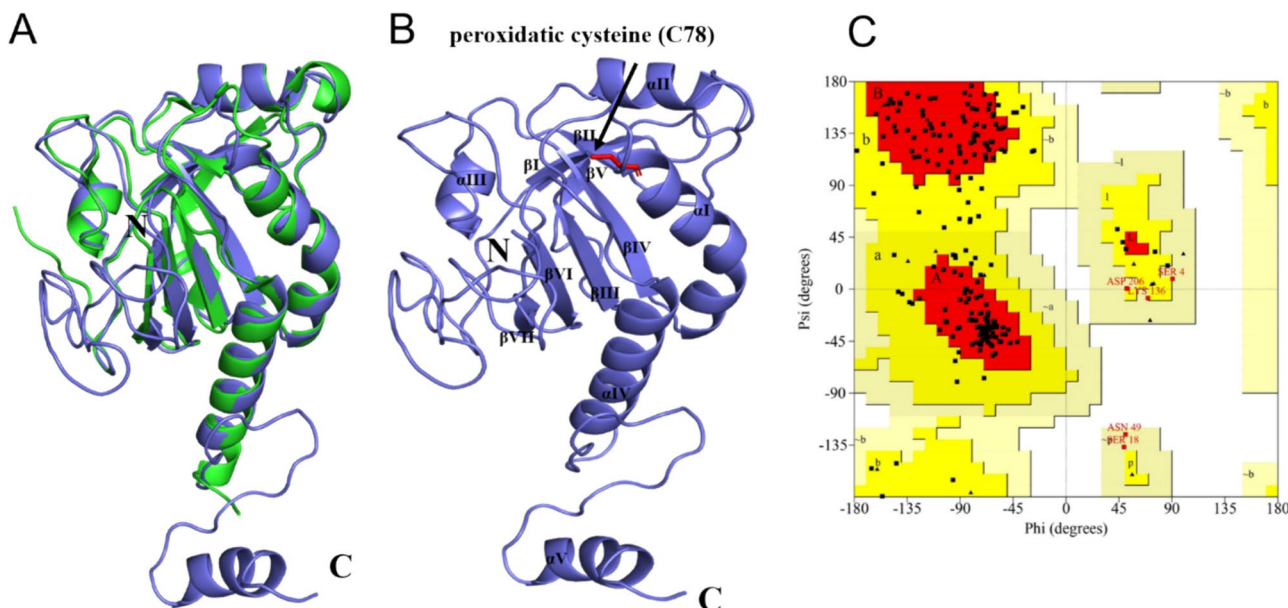 A
B
C
peroxidatic cysteine (C78)
αII
βII
βI
βV
αIII
αI
N
N
βIV
βVI
βIII
βVII
αIV
αV
C
C
180
135
90
45
0
-45
-90
-135
Psi (degrees)
B
b
~b
~b
~l
l
a
A
~a
SER 4
ASP 206
LYS 136
ASN 49
SER 18
~p
p
~b
b
~b
b
~b
-180
-135
-90
-45
0
45
90
135
180
Phi (degrees)